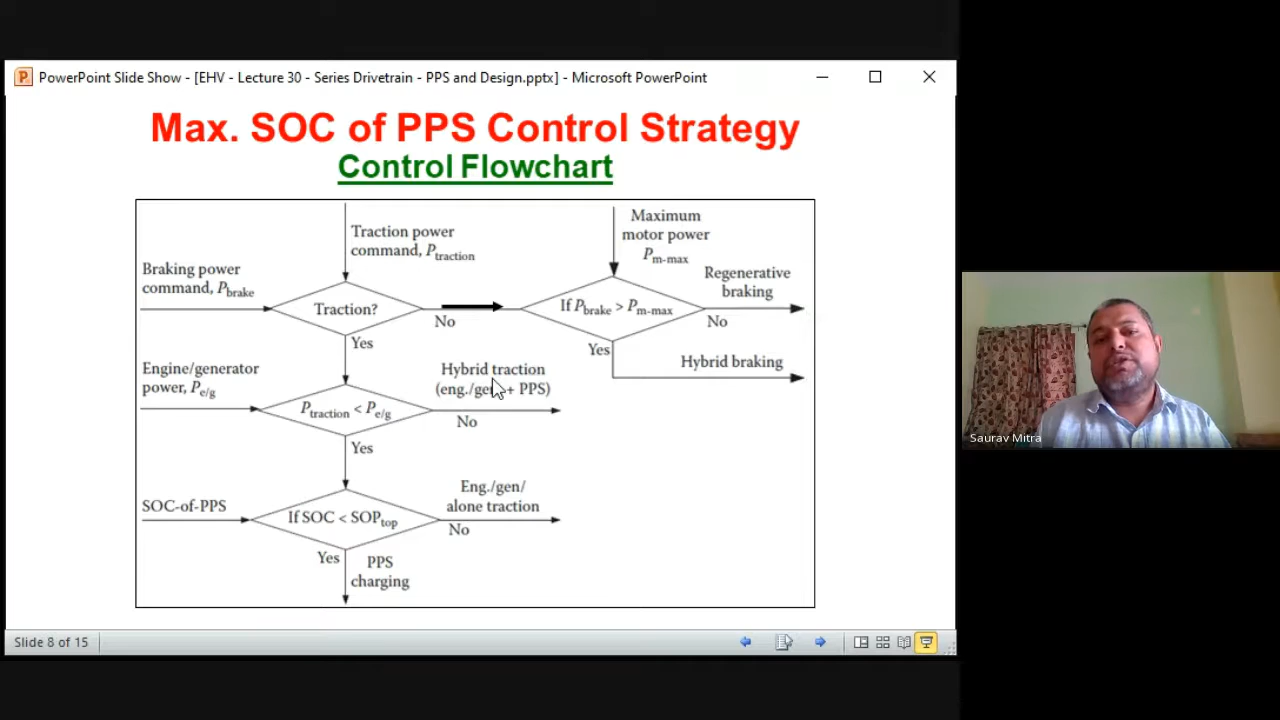 PowerPoint Slide Show - [EHV - Lecture 30 - Series Drivetrain - PPS and Design.pptx] - Microsoft PowerPoint
Max. SOC of PPS Control Strategy
Control Flowchart
Traction power
command, Ptraction
Maximum
motor power
Pm-max
Braking power
command, Pbrake
Regenerative
braking
Traction?
No
If Pbrake > Pm-max
No
Yes
Yes
Hybrid braking
Engine/generator
power, Pe/g
Hybrid traction
(eng./gen + PPS)
Ptraction < Pe/g
No
Yes
SOC-of-PPS
Eng./gen/
alone traction
If SOC < SOPtop
No
Yes
PPS
charging
Saurav Mitra
Slide 8 of 15